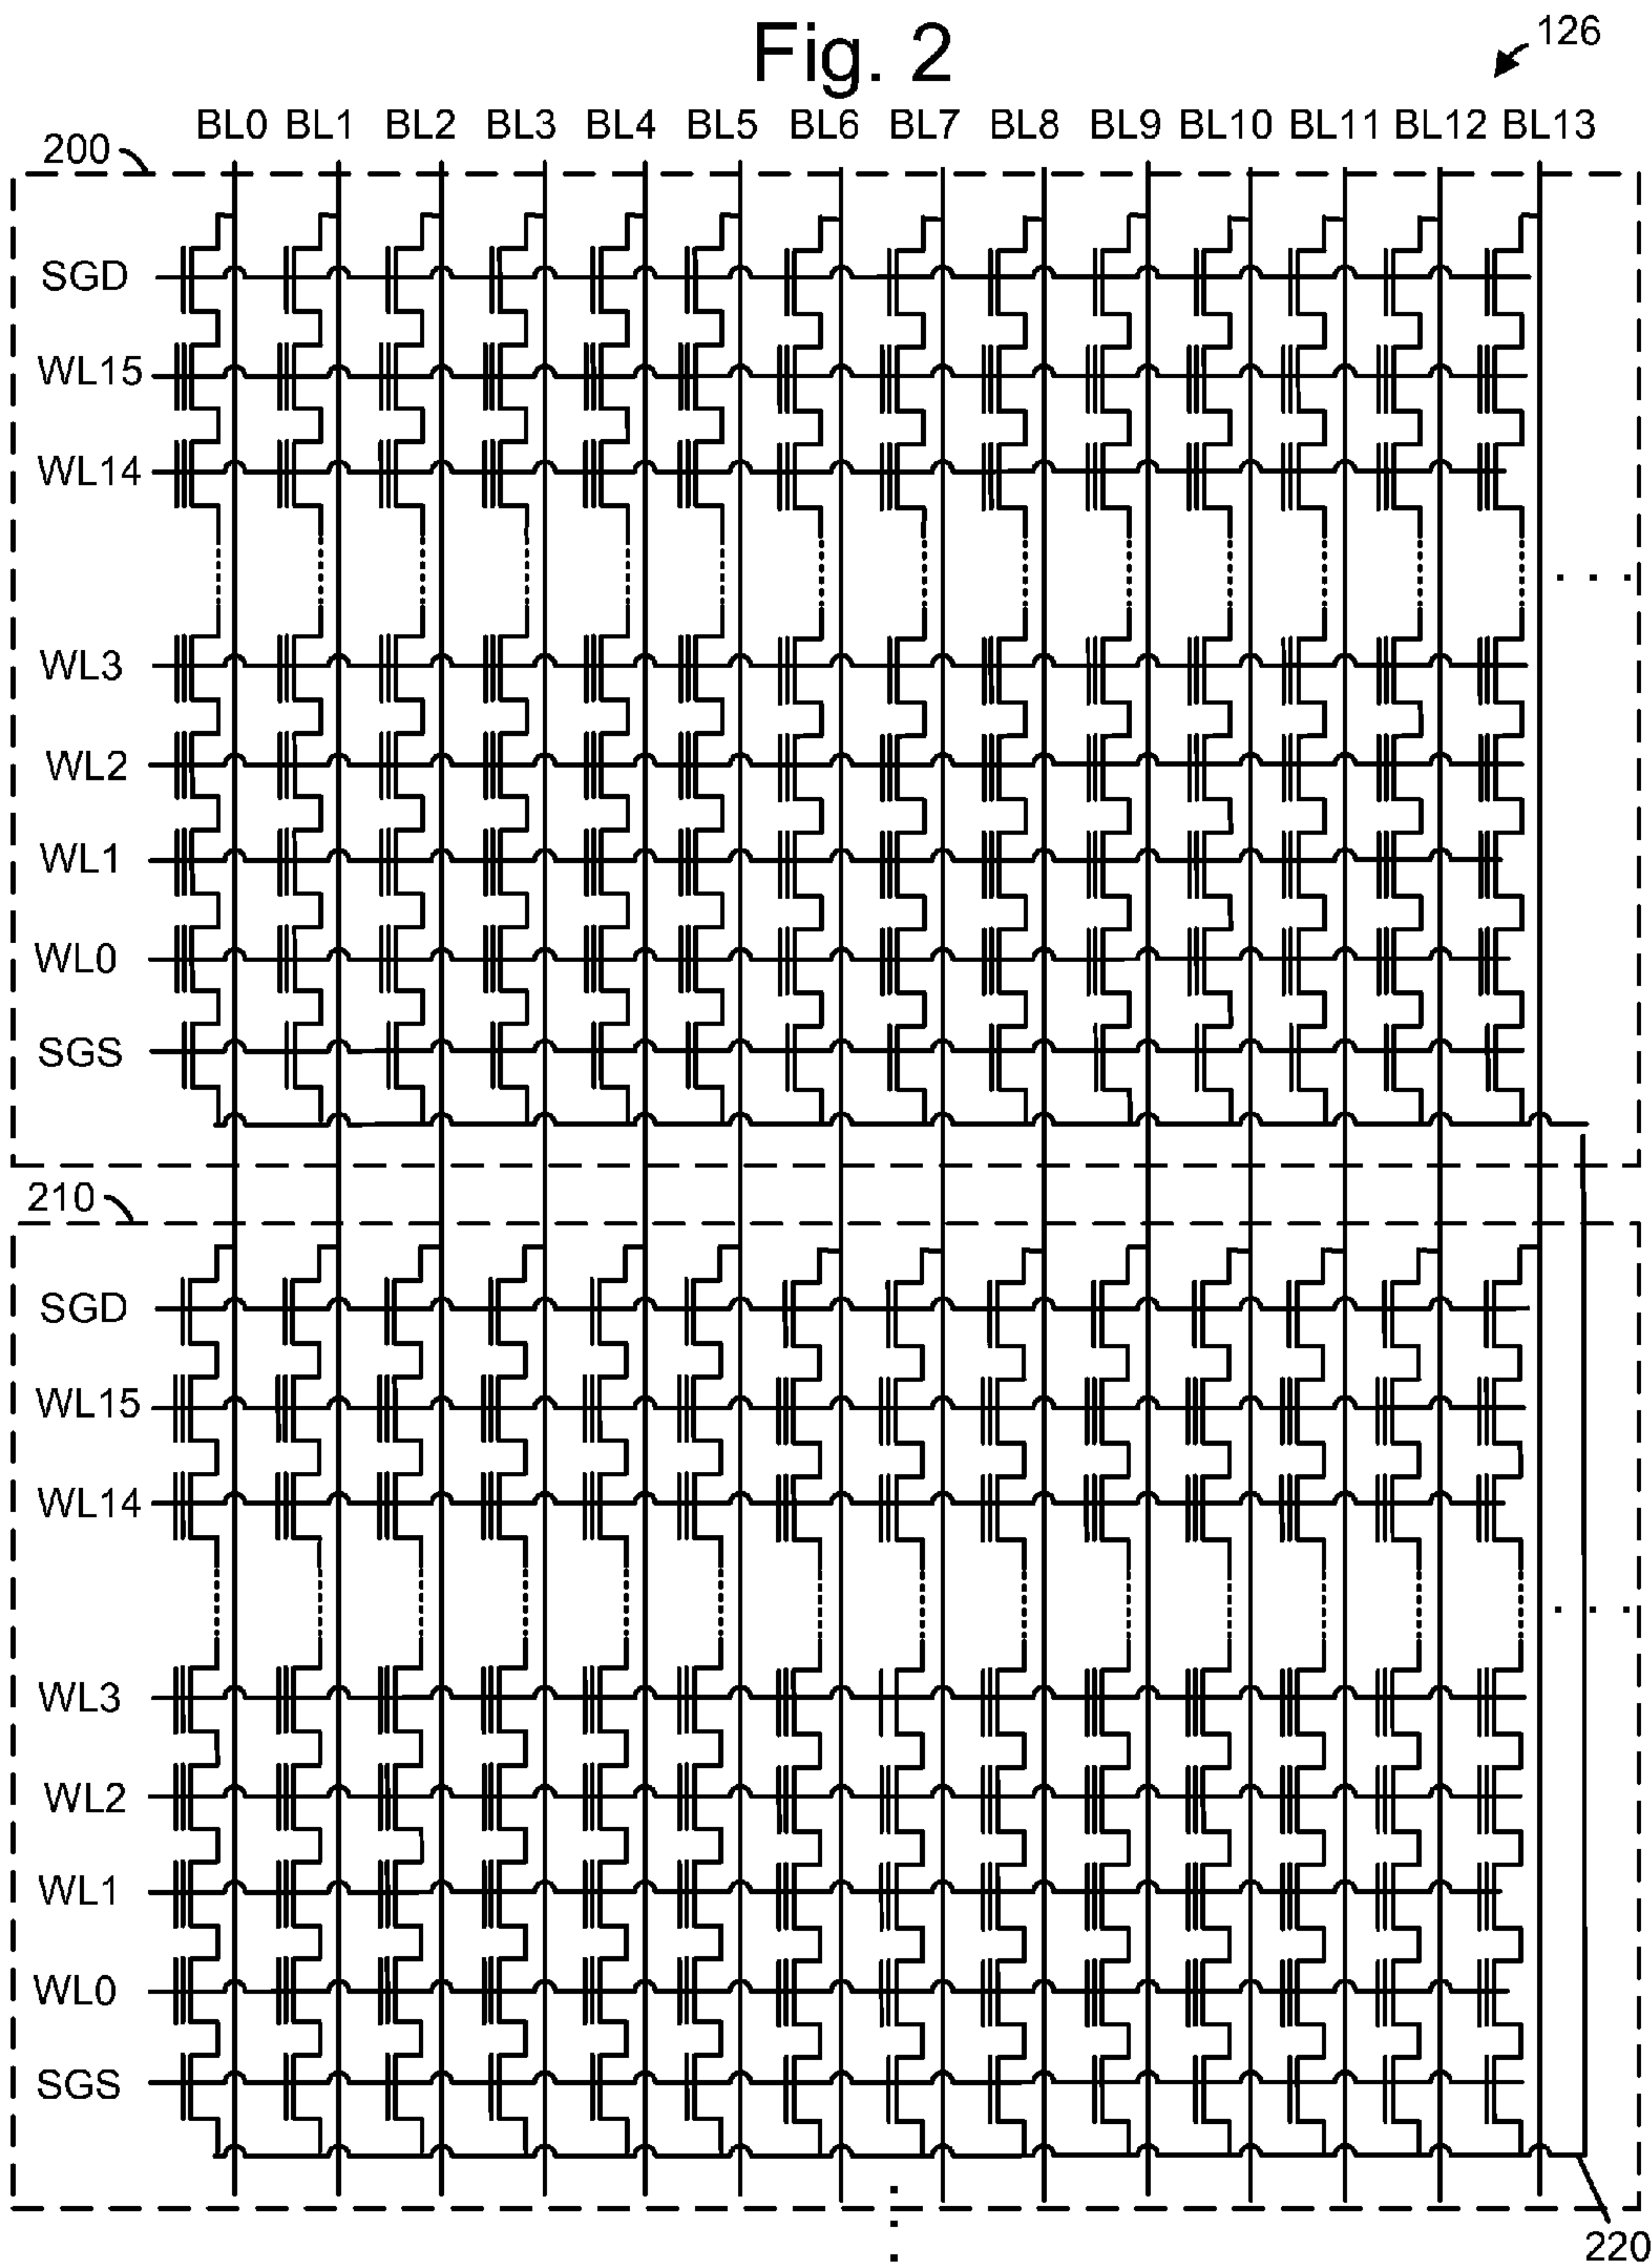 Fig. 2
126
BL0 BL1 BL2 BL3 BL4 BL5 BL6 BL7 BL8 BL9 BL10 BL11 BL12 BL13
200
SGD
WL15
WL14
. . .
WL3
WL2
WL1
WL0
SGS
210
SGD
WL15
WL14
. . .
WL3
WL2
WL1
WL0
SGS
220